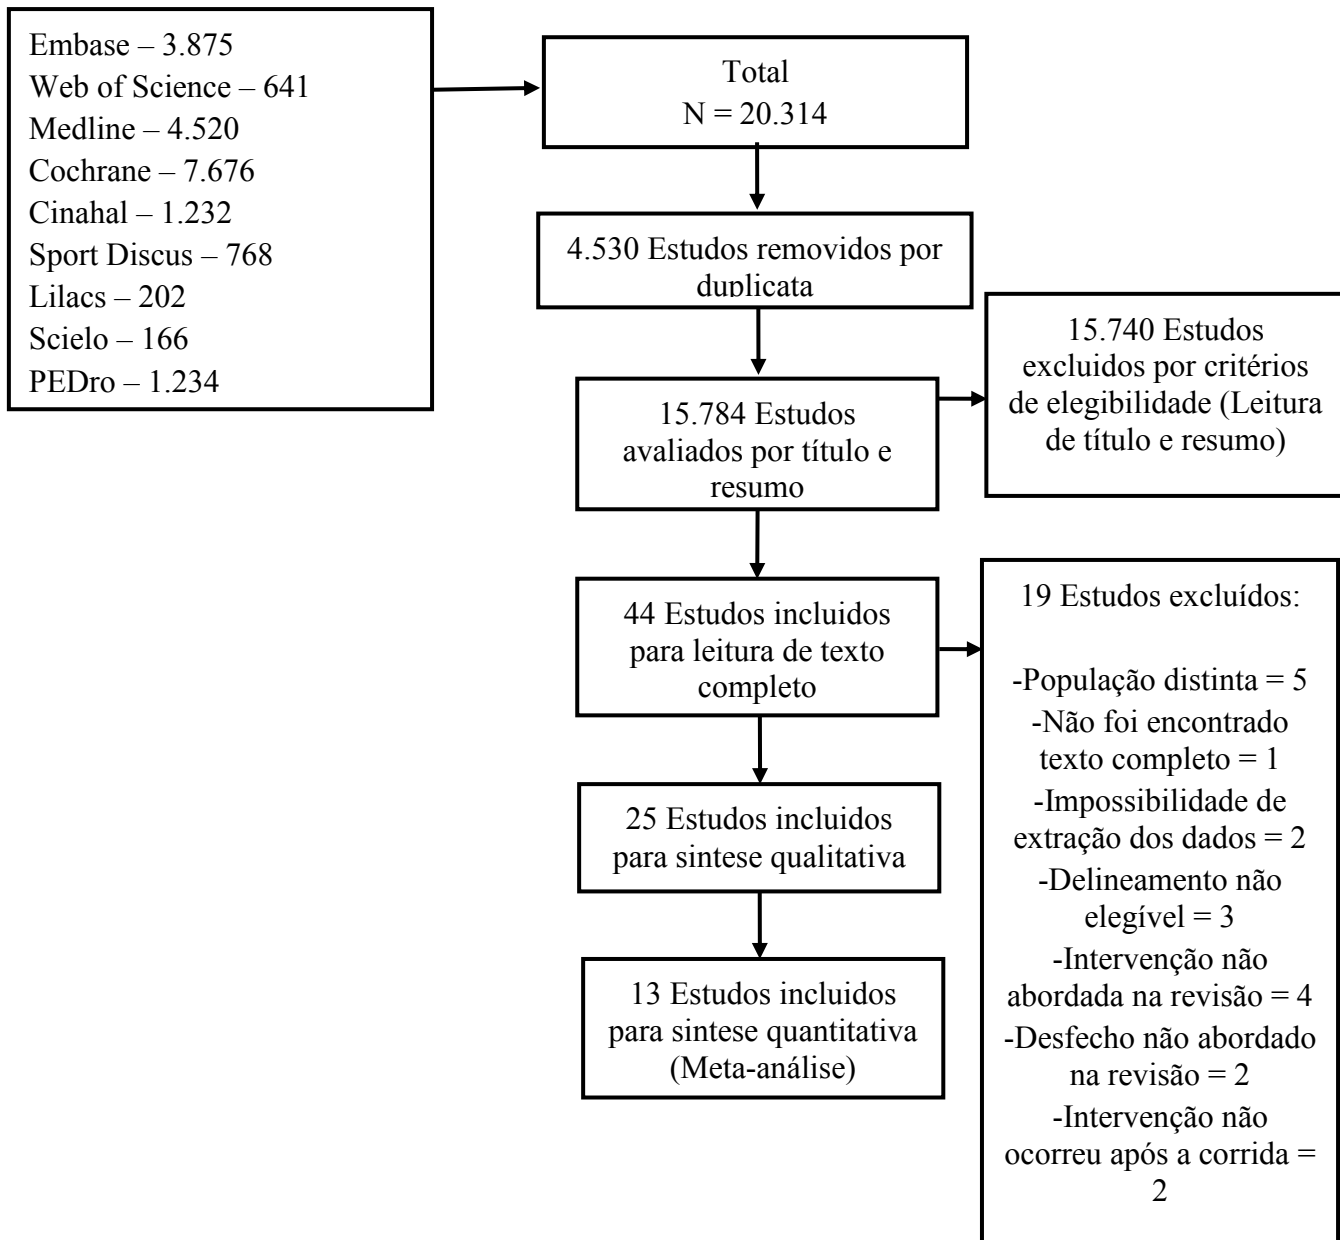 Embase – 3.875
Web of Science – 641
Medline – 4.520
Cochrane – 7.676
Cinahal – 1.232
Sport Discus – 768
Lilacs – 202
Scielo – 166
PEDro – 1.234
Total
N = 20.314
4.530 Estudos removidos por
duplicata
15.784 Estudos
avaliados por título e
resumo
15.740 Estudos
excluidos por critérios
de elegibilidade (Leitura
de título e resumo)
44 Estudos incluidos
para leitura de texto
completo
19 Estudos excluídos:
-População distinta = 5
-Não foi encontrado
texto completo = 1
-Impossibilidade de
extração dos dados = 2
-Delineamento não
elegível = 3
-Intervenção não
abordada na revisão = 4
-Desfecho não abordado
na revisão = 2
-Intervenção não
ocorreu após a corrida =
2
25 Estudos incluidos
para sintese qualitativa
13 Estudos incluidos
para sintese quantitativa
(Meta-análise)